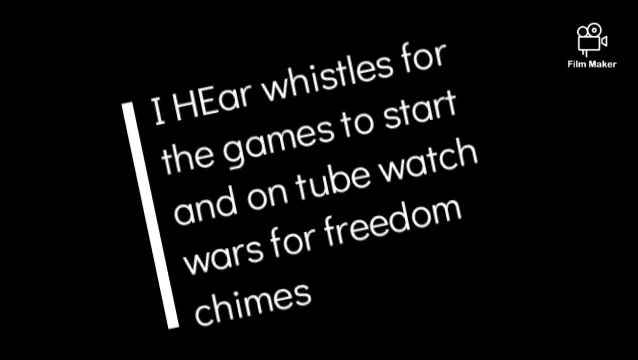 I HEar whistles for
the games to start
and on tube watch
wars for freedom
chimes
Film Maker